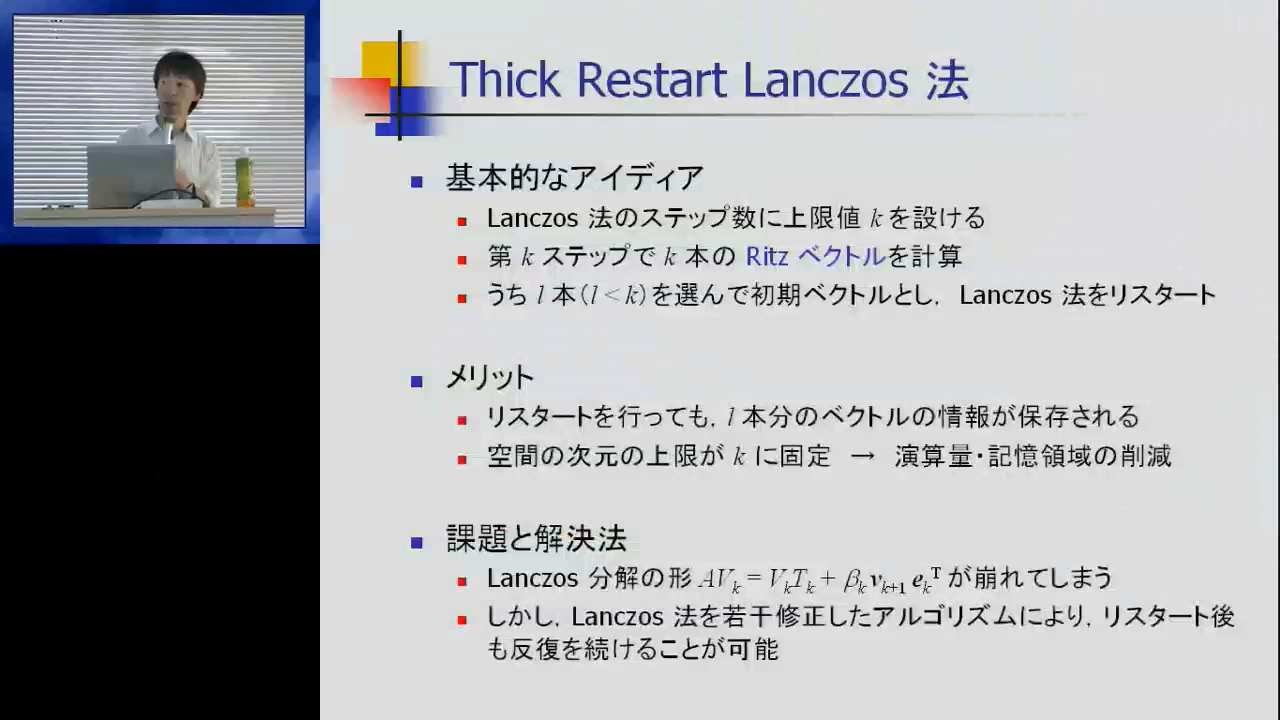 Thick Restart Lanczos 法
基本的なアイディア
Lanczos 法のステップ数に上限値 k を設ける
第 k ステップで k 本の Ritz ベクトルを計算
うち l 本(l < k)を選んで初期ベクトルとし, Lanczos 法をリスタート
メリット
リスタートを行っても, l 本分のベクトルの情報が保存される
空間の次元の上限が k に固定 → 演算量・記憶領域の削減
課題と解決法
Lanczos 分解の形 AVₖ = VₖTₖ + βₖvₖ₊₁eₖᵀ が崩れてしまう
しかし, Lanczos 法を若干修正したアルゴリズムにより, リスタート後
も反復を続けることが可能